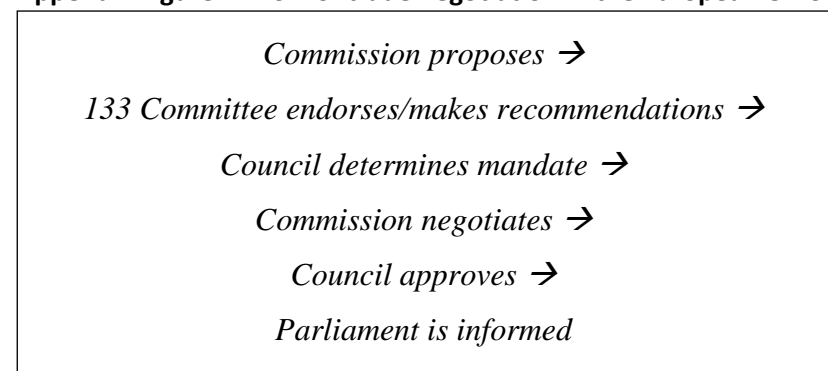 Commission proposes →
133 Committee endorses/makes recommendations →
Council determines mandate →
Commission negotiates →
Council approves →
Parliament is informed